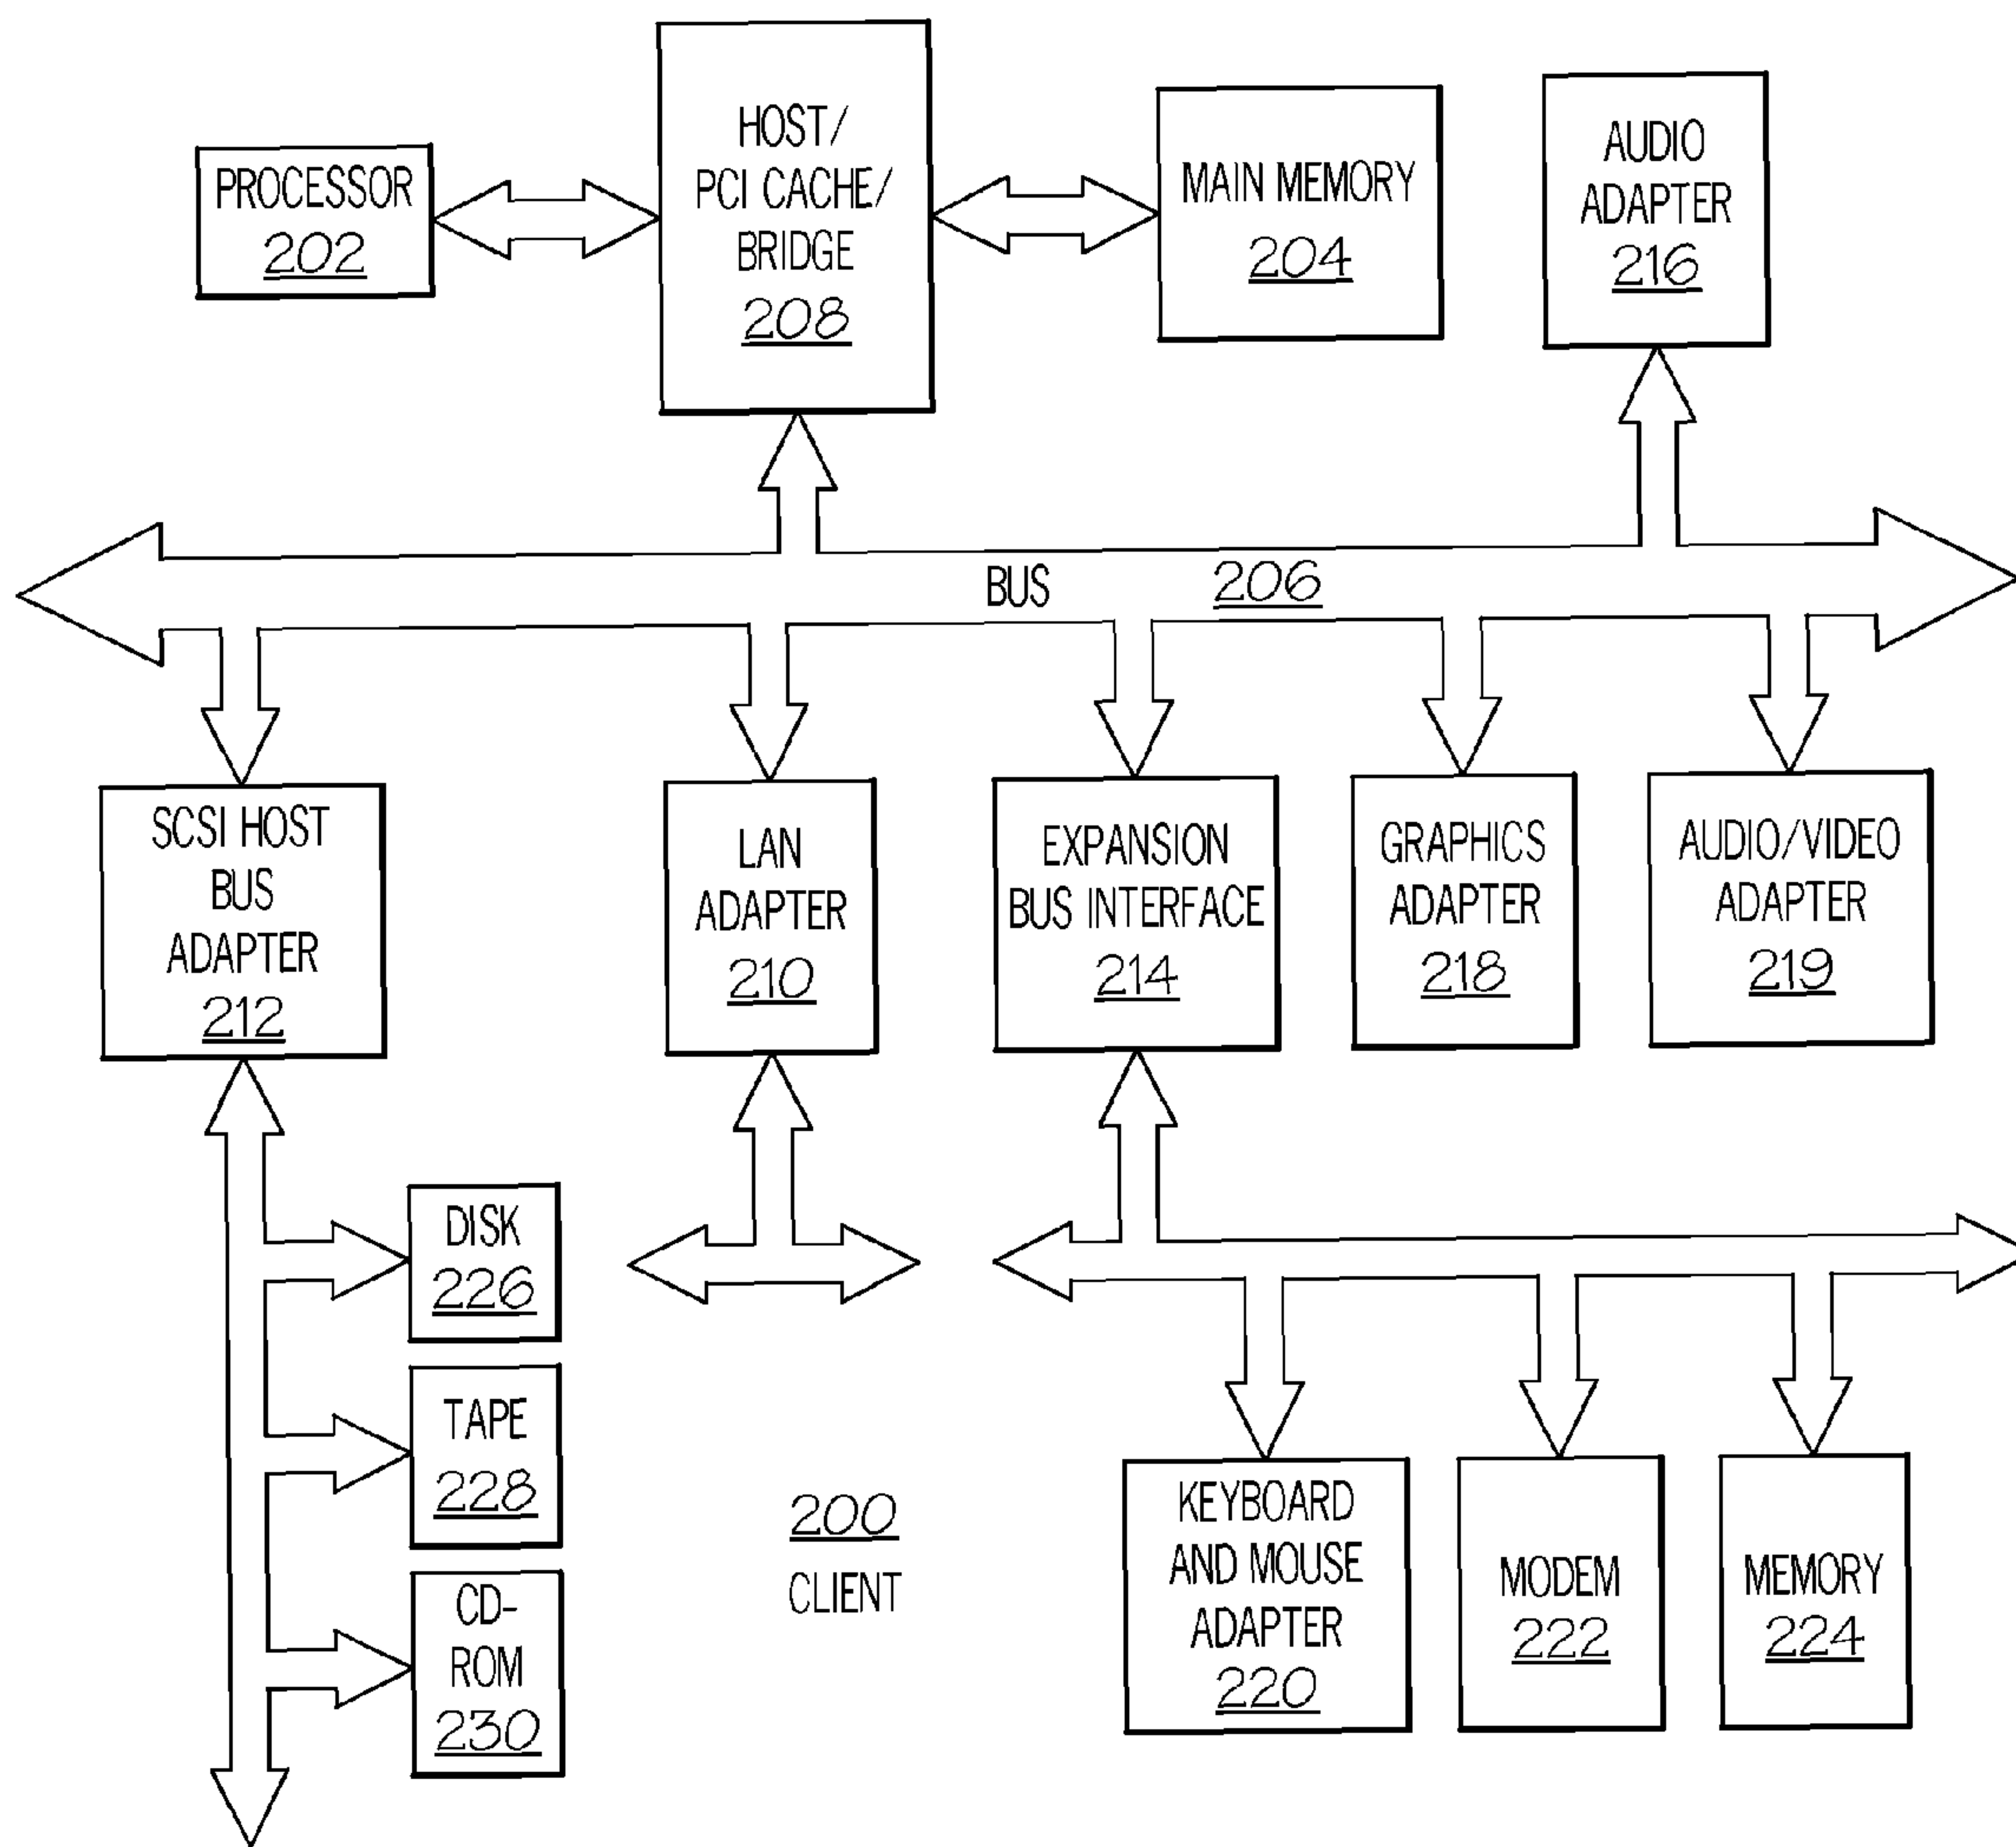 PROCESSOR
202
HOST/
PCI CACHE/
BRIDGE
208
MAIN MEMORY
204
AUDIO
ADAPTER
216
BUS 206
SCSI HOST
BUS
ADAPTER
212
LAN
ADAPTER
210
EXPANSION
BUS INTERFACE
214
GRAPHICS
ADAPTER
218
AUDIO/VIDEO
ADAPTER
219
DISK
226
TAPE
228
CD-
ROM
230
200
CLIENT
KEYBOARD
AND MOUSE
ADAPTER
220
MODEM
222
MEMORY
224